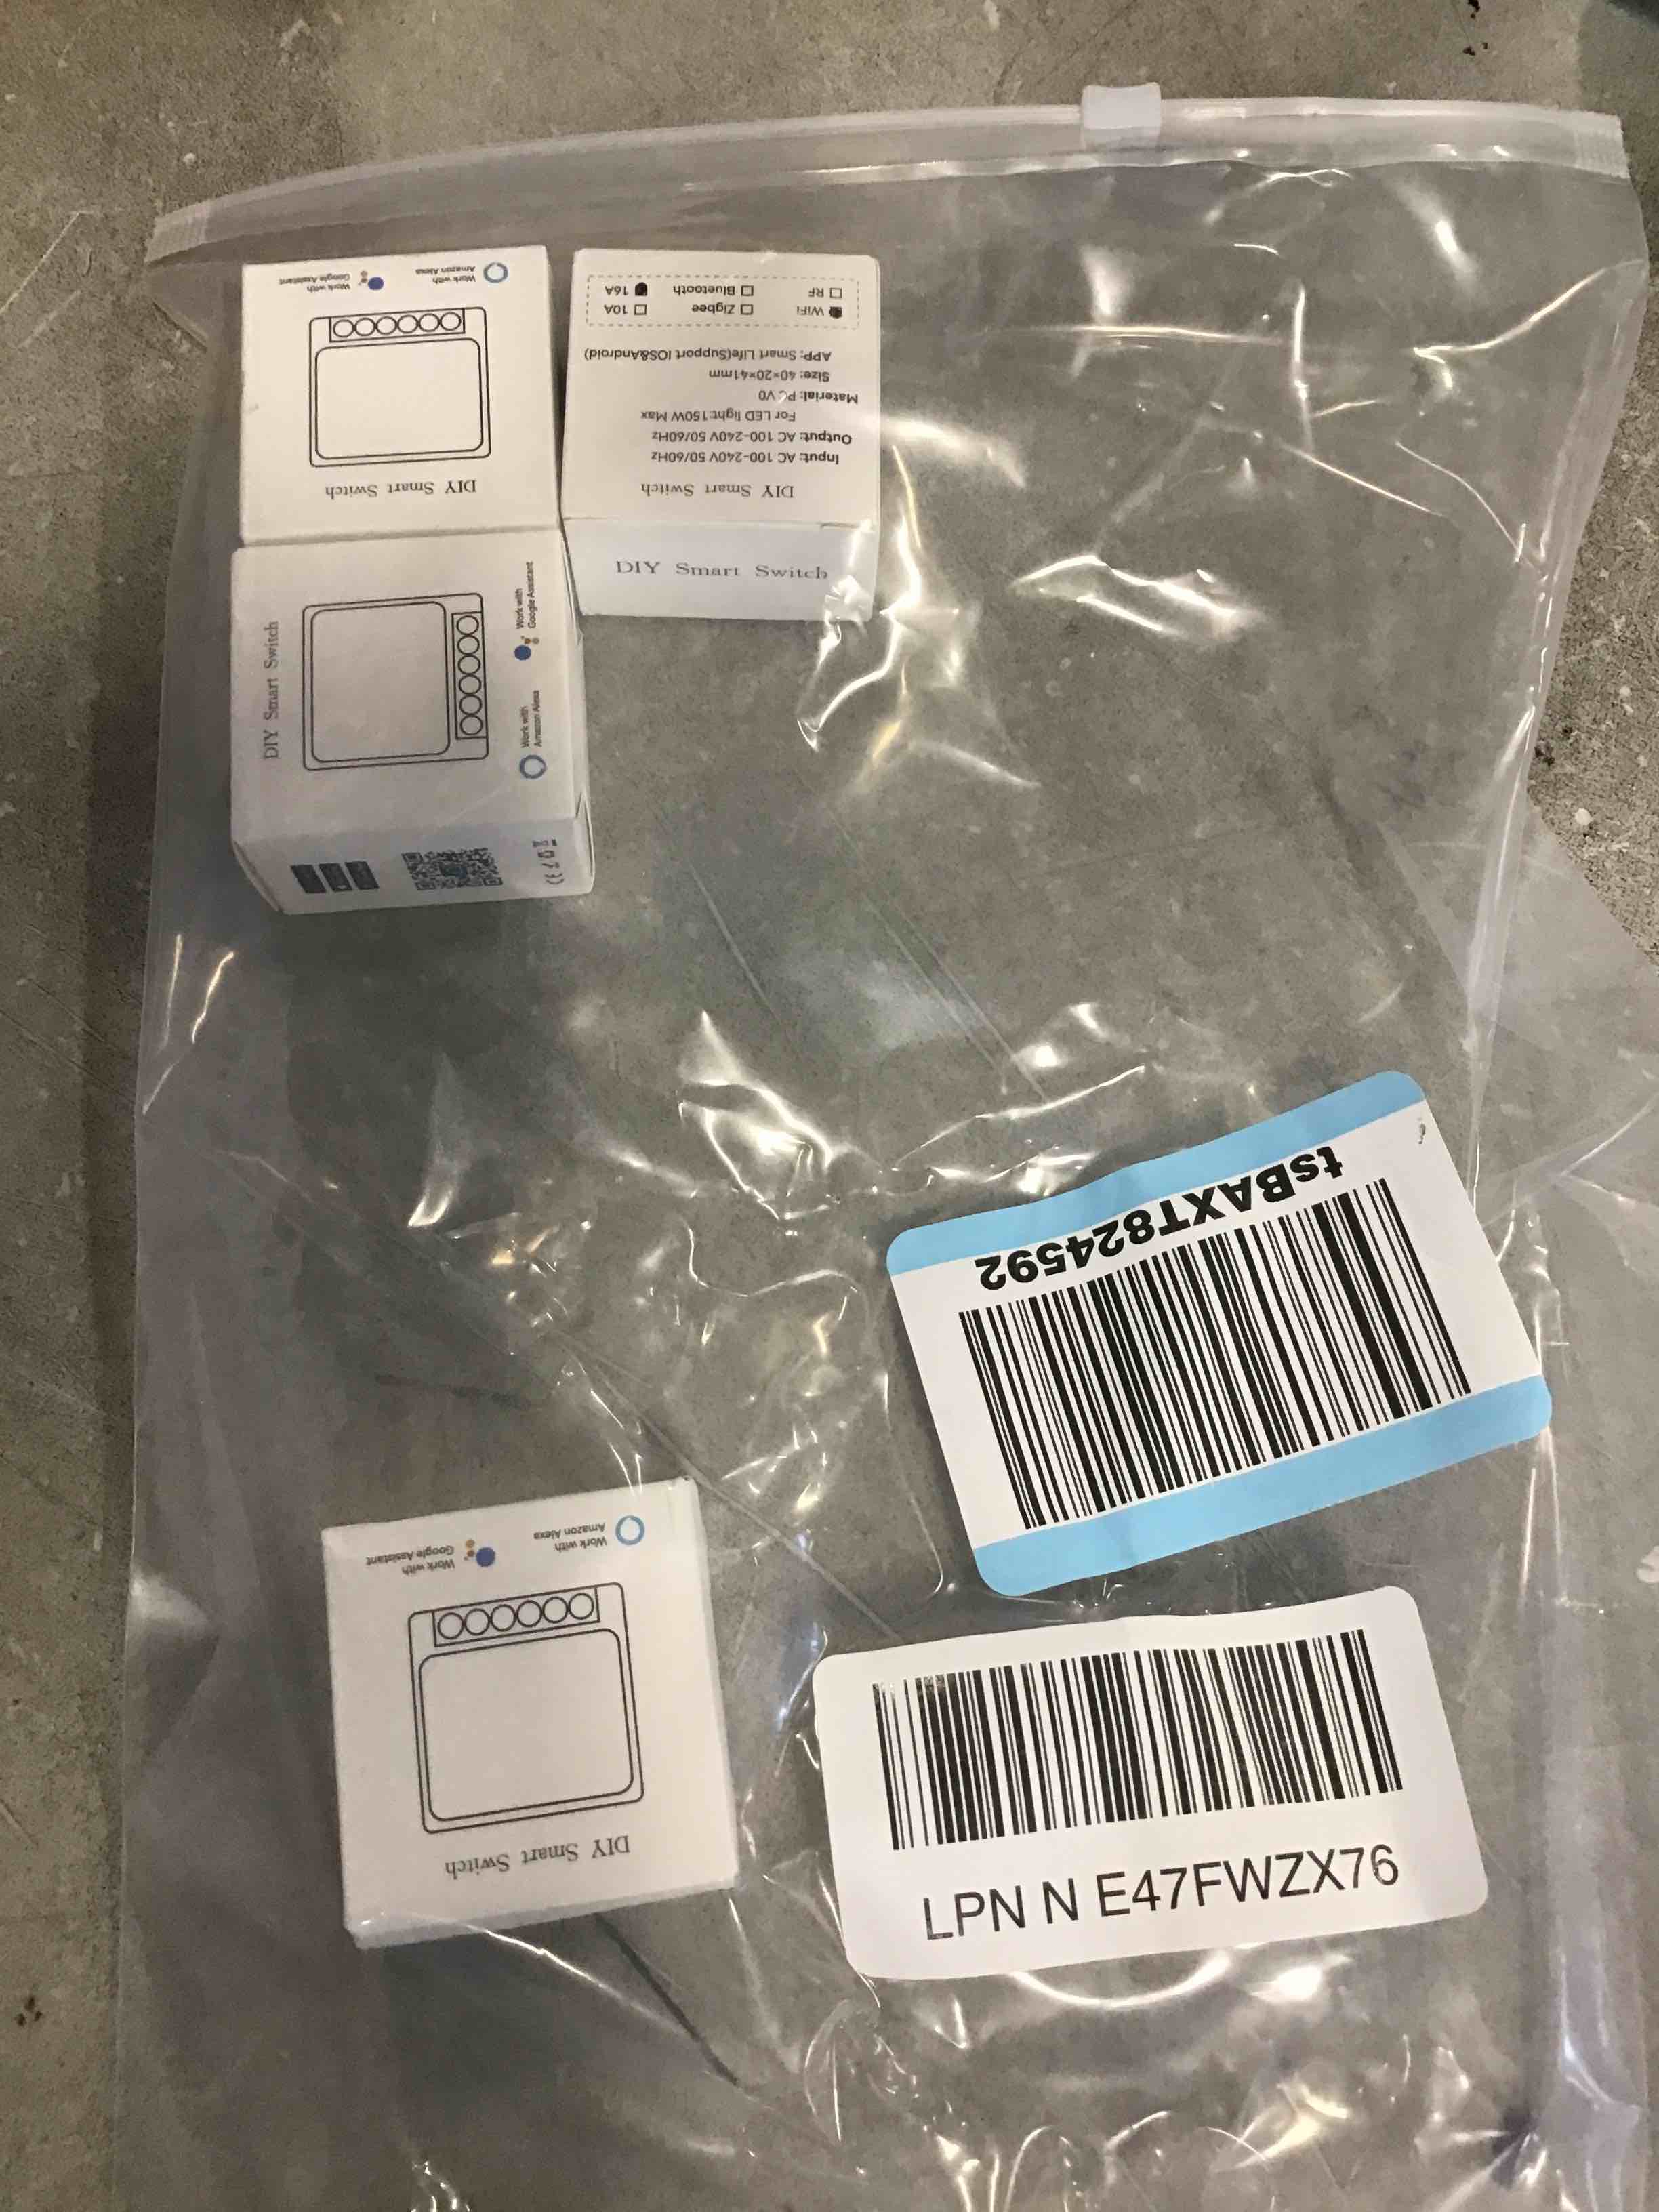 Work with
Amazon Alexa
Work with
Google Assistant
DIY Smart Switch
DIY Smart Switch
Input: AC 100-240V 50/60Hz
Output: AC 100-240V 50/60Hz
For LED light:150W Max
Material: PC V0
Size: 40×20×41mm
APP: Smart Life(Support IOS&Android)
WiFi Zigbee 10A
RF Bluetooth 16A
DIY Smart Switch
DIY Smart Switch
Work with
Amazon Alexa
Work with
Google Assistant
CE
tsBAXT824592
Work with
Amazon Alexa
Work with
Google Assistant
DIY Smart Switch
LPN N E47FWZX76